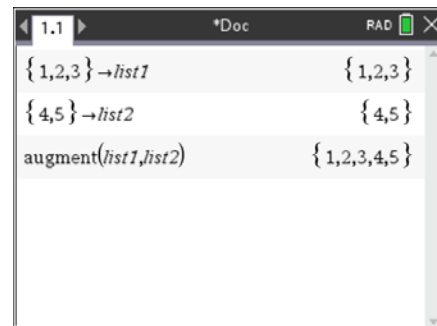 1.1 *Doc RAD
{1,2,3}→list1 {1,2,3}
{4,5}→list2 {4,5}
augment(list1,list2) {1,2,3,4,5}